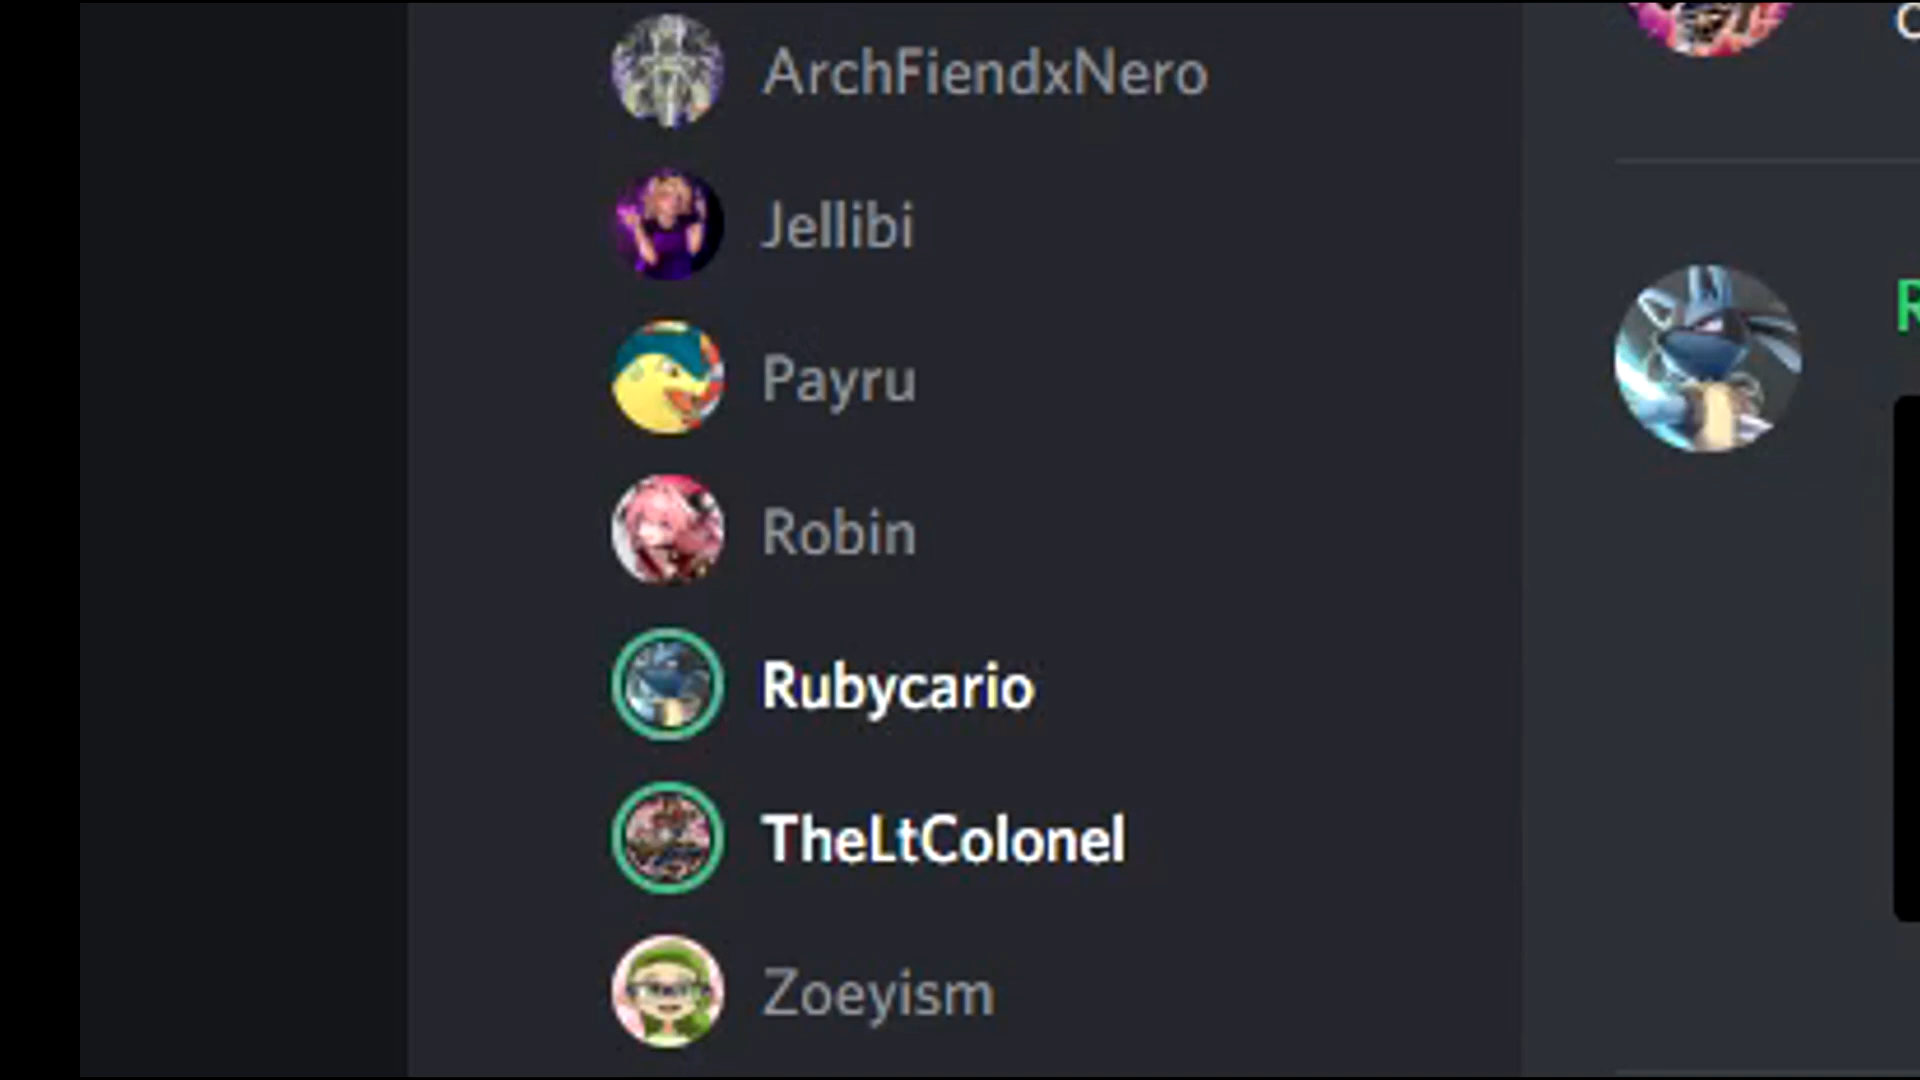 ArchFiendxNero
Jellibi
Payru
Robin
Rubycario
TheLtColonel
Zoeyism